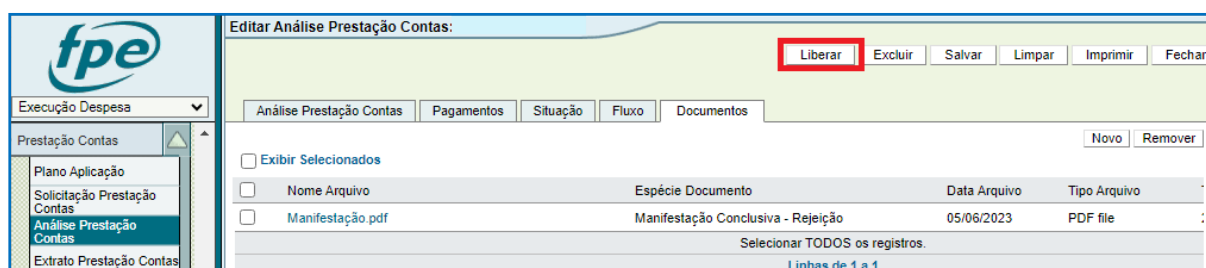 fpe
Editar Análise Prestação Contas:
Liberar Excluir Salvar Limpar Imprimir Fechar
Execução Despesa
Análise Prestação Contas Pagamentos Situação Fluxo Documentos
Prestação Contas
Novo Remover
Exibir Selecionados
Plano Aplicação
Nome Arquivo Espécie Documento Data Arquivo Tipo Arquivo
Solicitação Prestação
Contas
Manifestação.pdf Manifestação Conclusiva - Rejeição 05/06/2023 PDF file
Análise Prestação
Contas
Selecionar TODOS os registros.
Extrato Prestação Contas
Linhas de 1 a 1